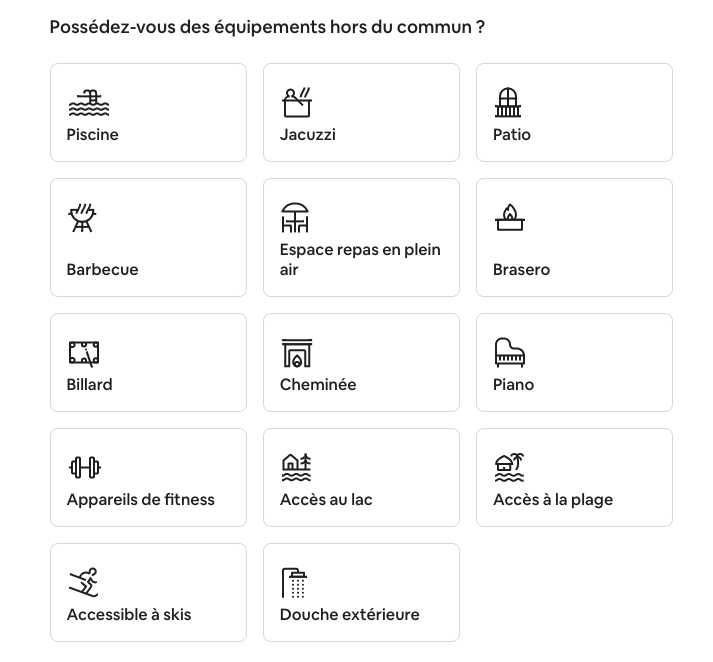 Possédez-vous des équipements hors du commun ?
Piscine
Jacuzzi
Patio
Barbecue
Espace repas en plein
air
Brasero
Billard
Cheminée
Piano
Appareils de fitness
Accès au lac
Accès à la plage
Accessible à skis
Douche extérieure